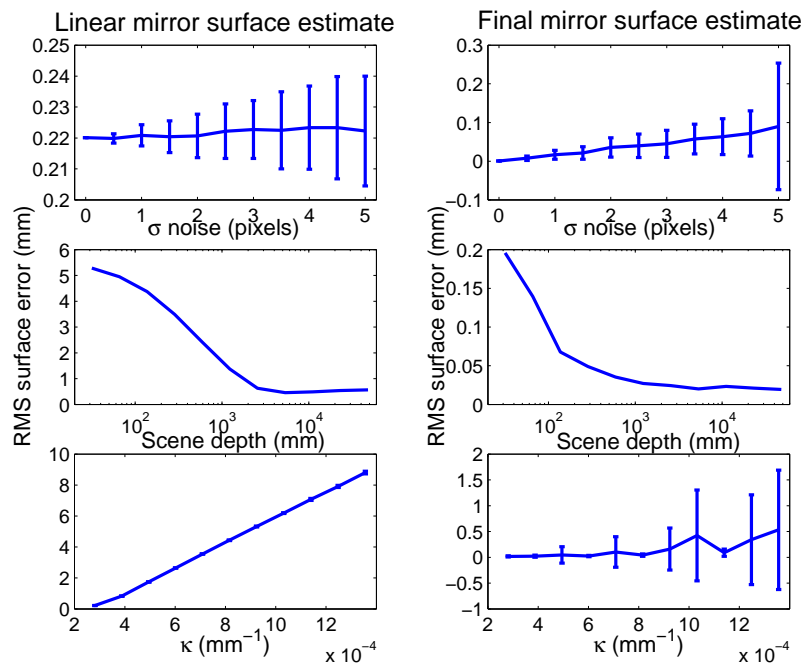 Linear mirror surface estimate
Final mirror surface estimate
0.25
0.24
0.23
0.22
0.21
0.2
0 1 2 3 4 5
σ noise (pixels)
0.3
0.2
0.1
0
−0.1
0 1 2 3 4 5
σ noise (pixels)
RMS surface error (mm)
6
5
4
3
2
1
0
10² 10³ 10⁴
Scene depth (mm)
RMS surface error (mm)
0.2
0.15
0.1
0.05
0
10² 10³ 10⁴
Scene depth (mm)
10
8
6
4
2
0
2 4 6 8 10 12
κ (mm⁻¹)
x 10⁻⁴
2
1.5
1
0.5
0
−0.5
−1
2 4 6 8 10 12
κ (mm⁻¹)
x 10⁻⁴